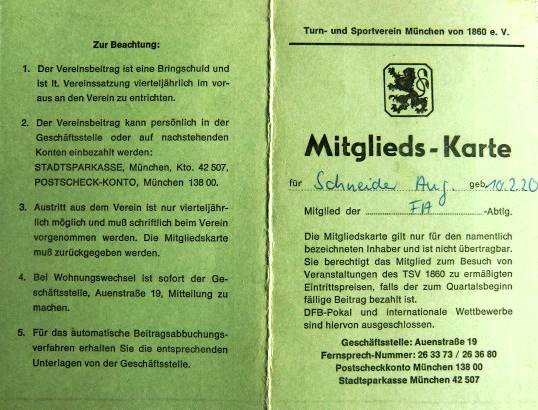 Zur Beachtung:
1. Der Vereinsbeitrag ist eine Bringschuld und
ist lt. Vereinssatzung vierteljährlich im vor-
aus an den Verein zu entrichten.
2. Der Vereinsbeitrag kann persönlich in der
Geschäftsstelle oder auf nachstehenden
Konten einbezahlt werden:
STADTSPARKASSE, München, Kto. 42 507,
POSTSCHECK-KONTO, München 138 00.
3. Austritt aus dem Verein ist nur vierteljähr-
lich möglich und muß schriftlich beim Verein
vorgenommen werden. Die Mitgliedskarte
muß zurückgegeben werden.
4. Bei Wohnungswechsel ist sofort der Ge-
schäftsstelle, Auenstraße 19, Mitteilung zu
machen.
5. Für das automatische Beitragsabbuchungs-
verfahren erhalten Sie die entsprechenden
Unterlagen von der Geschäftsstelle.
Turn- und Sportverein München von 1860 e. V.
Mitglieds-Karte
für Schneider Aug. geb. 10.2.20
Mitglied der FA -Abtlg.
Die Mitgliedskarte gilt nur für den namentlich
bezeichneten Inhaber und ist nicht übertragbar.
Sie berechtigt das Mitglied zum Besuch von
Veranstaltungen des TSV 1860 zu ermäßigten
Eintrittspreisen, falls der zum Quartalsbeginn
fällige Beitrag bezahlt ist.
DFB-Pokal und internationale Wettbewerbe
sind hiervon ausgeschlossen.
Geschäftsstelle: Auenstraße 19
Fernsprech-Nummer: 26 33 73 / 26 36 80
Postscheckkonto München 138 00
Stadtsparkasse München 42 507